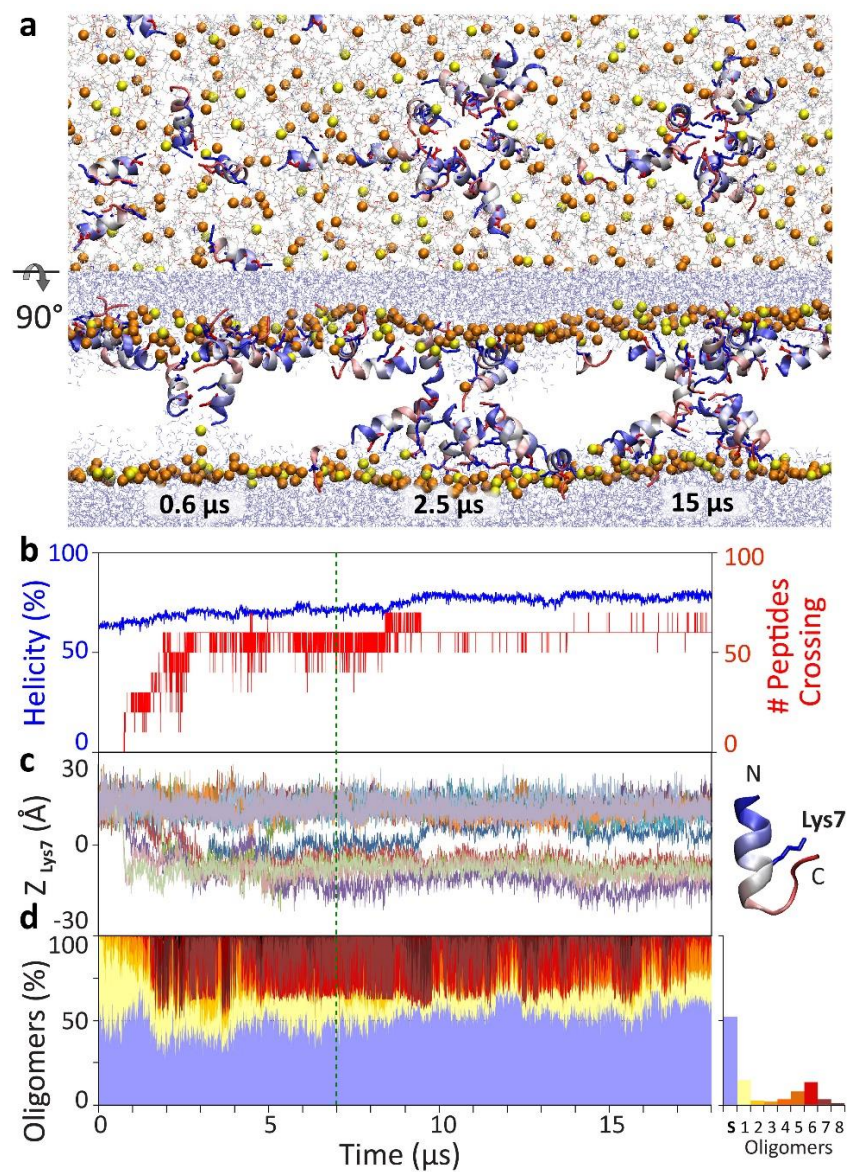 a
90°
0.6 µs
2.5 µs
15 µs
b
100
50
0
Helicity (%)
100
50
0
# Peptides
Crossing
c
30
0
-30
Z Lys7 (Å)
N
Lys7
C
d
100
50
0
Oligomers (%)
0
5
10
15
Time (µs)
S 1 2 3 4 5 6 7 8
Oligomers